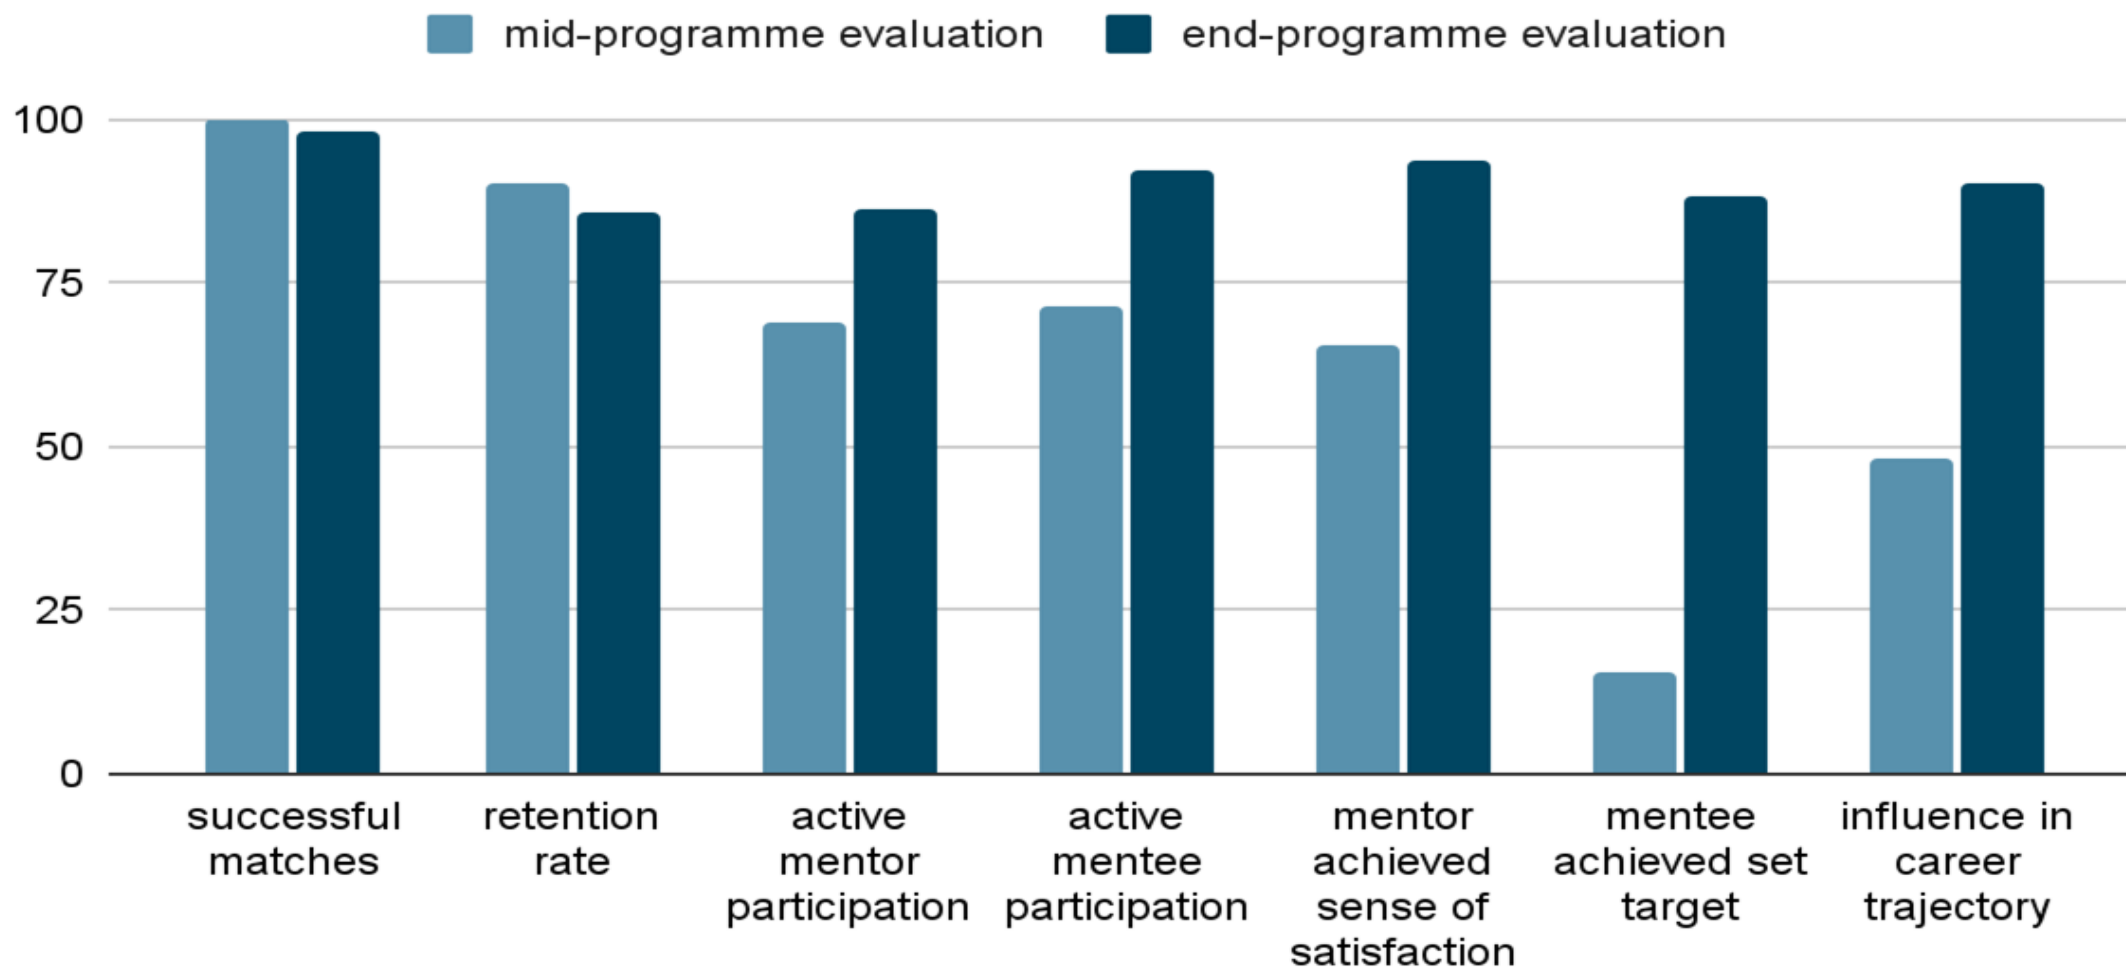 mid-programme evaluation
end-programme evaluation
100
75
50
25
0
successful
matches
retention
rate
active
mentor
participation
active
mentee
participation
mentor
achieved
sense of
satisfaction
mentee
achieved set
target
influence in
career
trajectory